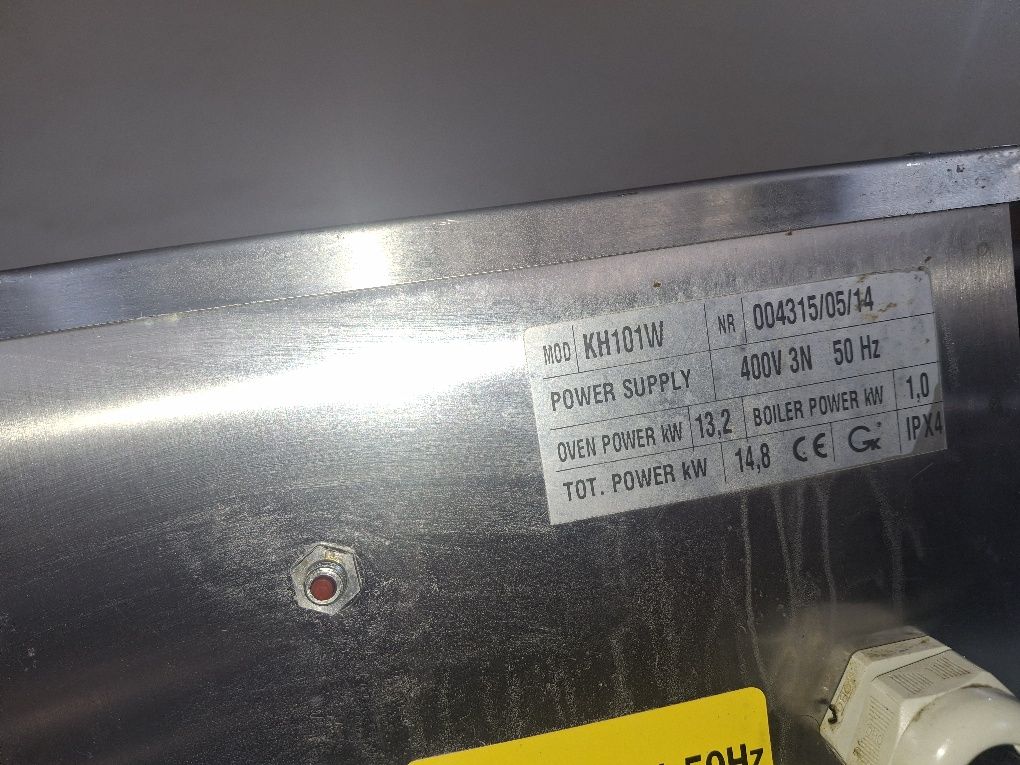 MOD KH101W NR 004315/05/14
POWER SUPPLY 400V 3N 50 Hz
OVEN POWER kW 13,2 BOILER POWER kW 1,0
TOT. POWER kW 14,8 CE IPX4
50Hz